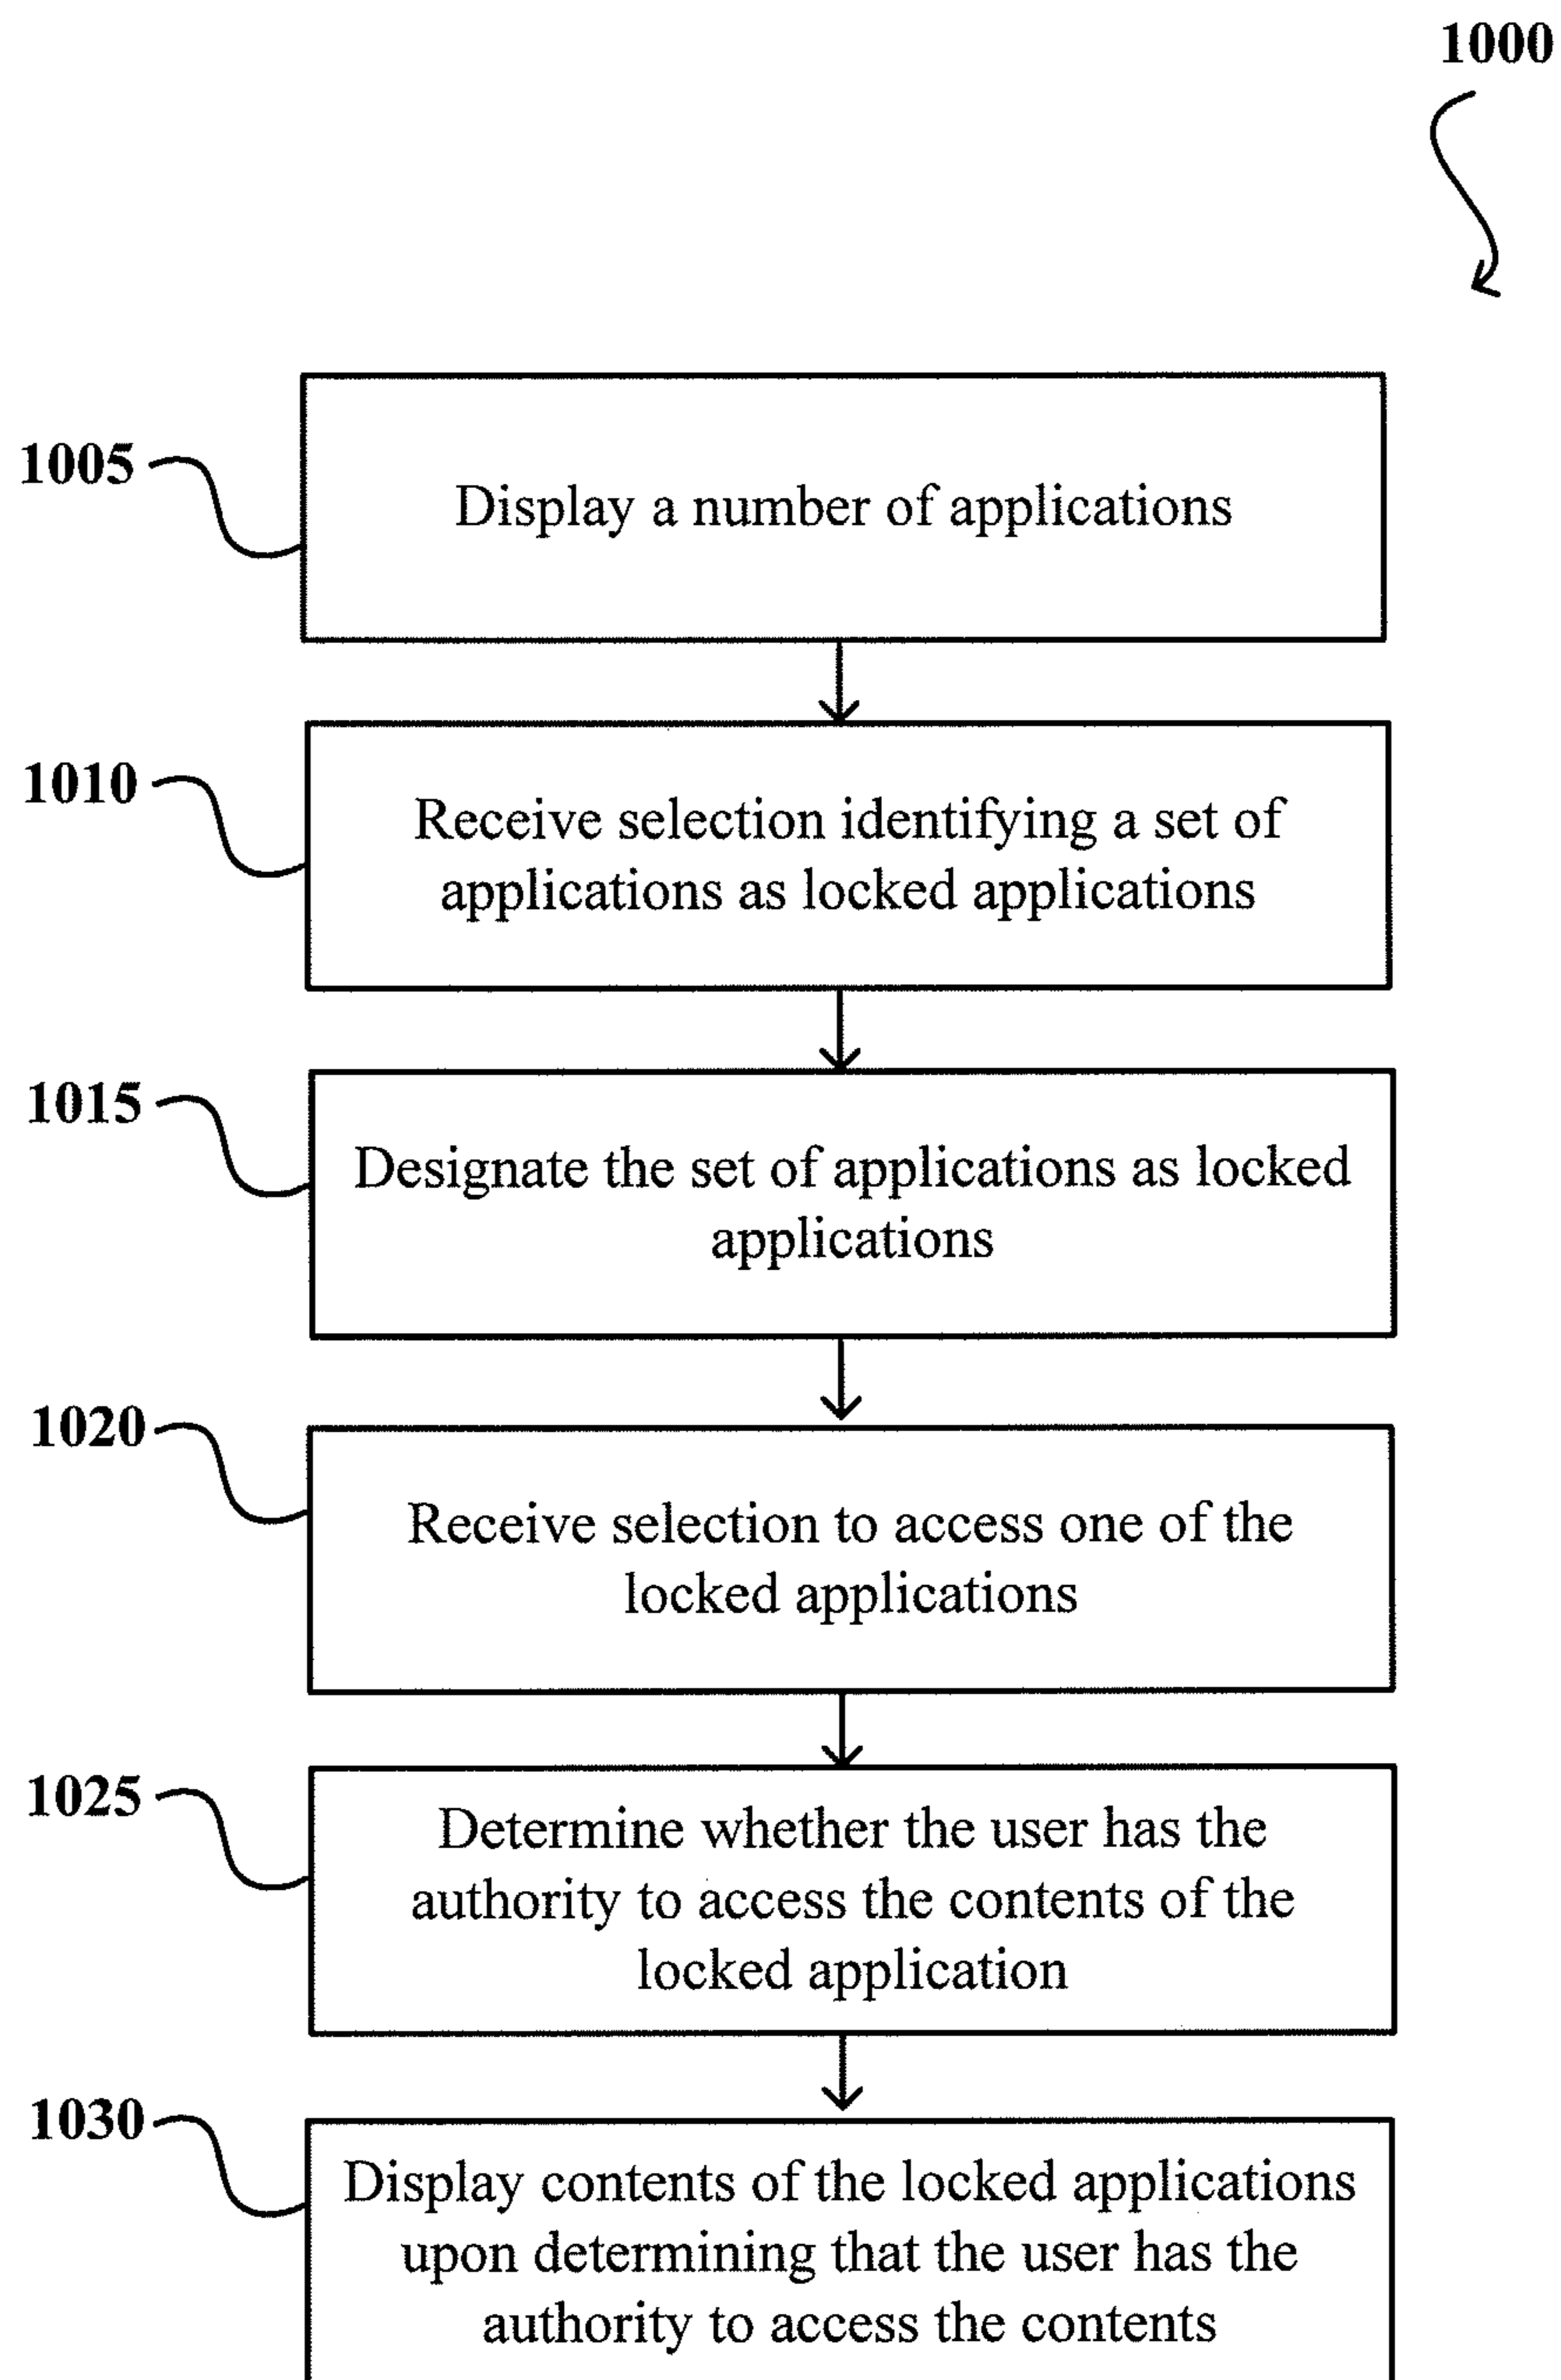 1000
1005
Display a number of applications
1010
Receive selection identifying a set of
applications as locked applications
1015
Designate the set of applications as locked
applications
1020
Receive selection to access one of the
locked applications
1025
Determine whether the user has the
authority to access the contents of the
locked application
1030
Display contents of the locked applications
upon determining that the user has the
authority to access the contents